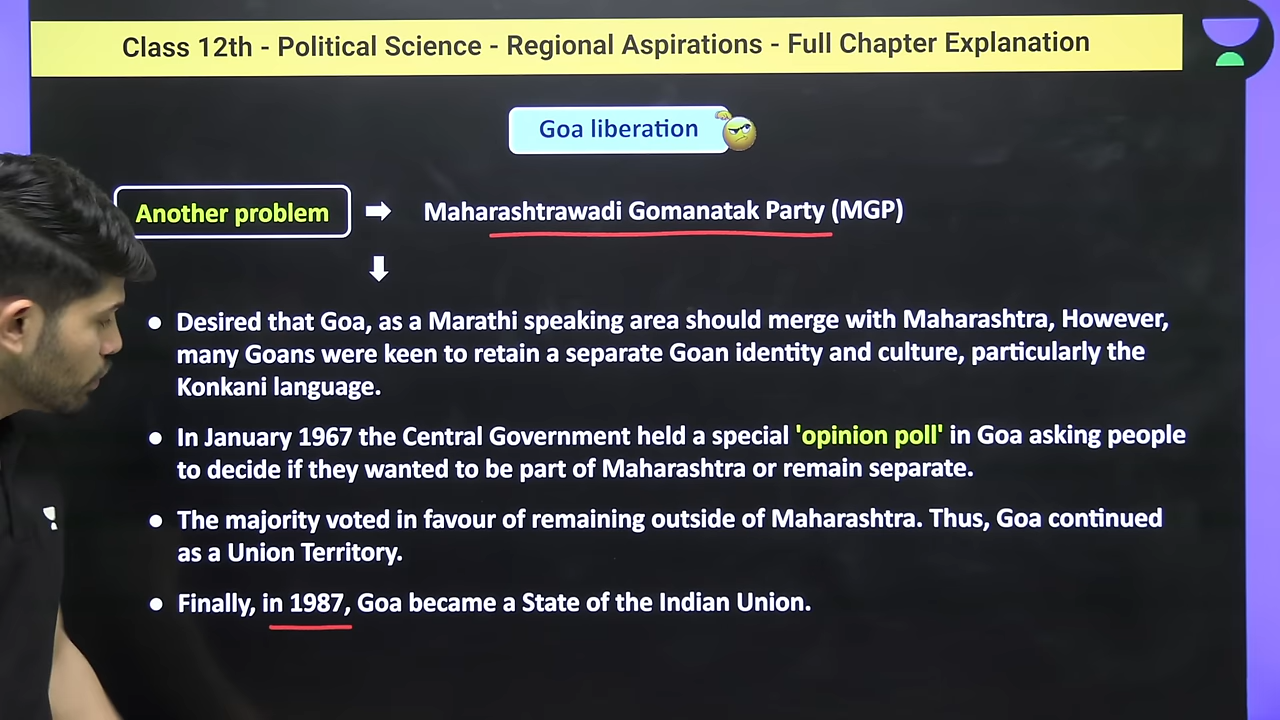 Class 12th - Political Science - Regional Aspirations - Full Chapter Explanation
Goa liberation
Another problem
Maharashtrawadi Gomanatak Party (MGP)
Desired that Goa, as a Marathi speaking area should merge with Maharashtra, However,
many Goans were keen to retain a separate Goan identity and culture, particularly the
Konkani language.
In January 1967 the Central Government held a special 'opinion poll' in Goa asking people
to decide if they wanted to be part of Maharashtra or remain separate.
The majority voted in favour of remaining outside of Maharashtra. Thus, Goa continued
as a Union Territory.
Finally, in 1987, Goa became a State of the Indian Union.